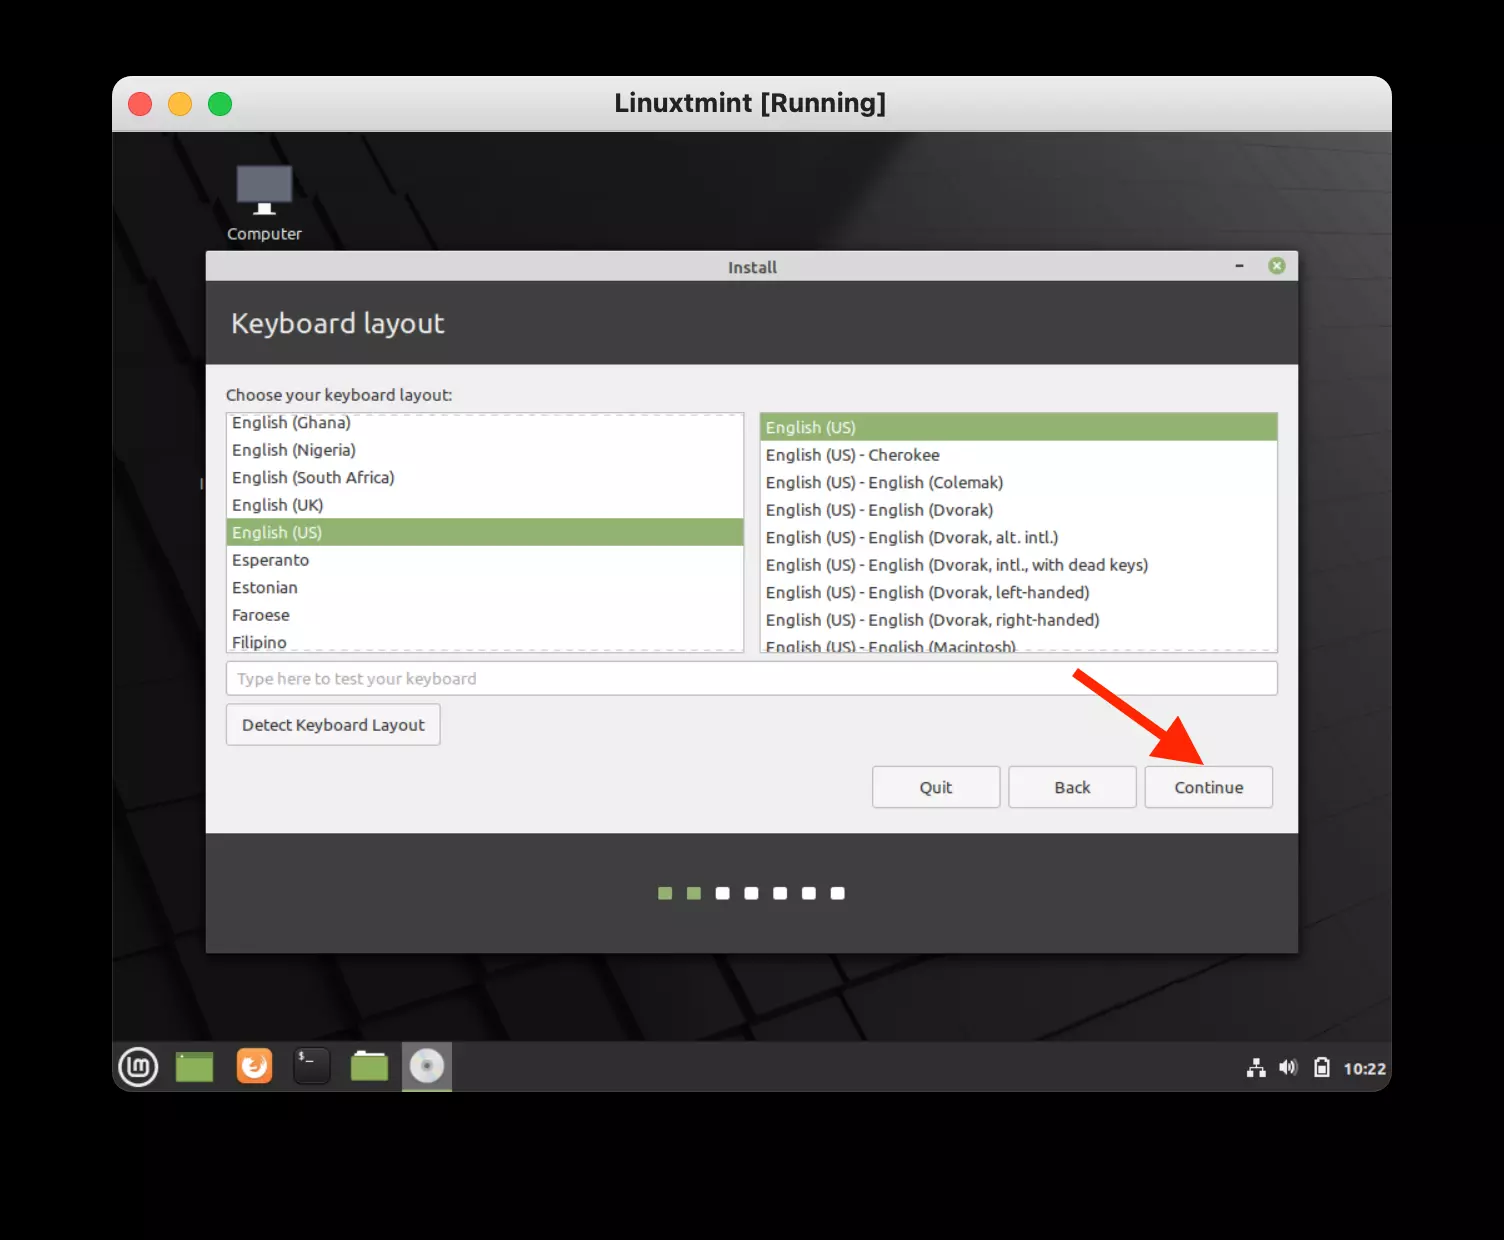 Linuxtmint [Running]
Computer
Install
Keyboard layout
Choose your keyboard layout:
English (Ghana)
English (Nigeria)
English (South Africa)
English (UK)
English (US)
Esperanto
Estonian
Faroese
Filipino
English (US)
English (US) - Cherokee
English (US) - English (Colemak)
English (US) - English (Dvorak)
English (US) - English (Dvorak, alt. intl.)
English (US) - English (Dvorak, intl., with dead keys)
English (US) - English (Dvorak, left-handed)
English (US) - English (Dvorak, right-handed)
English (US) - English (Macintosh)
Type here to test your keyboard
Detect Keyboard Layout
Quit
Back
Continue
$_
10:22